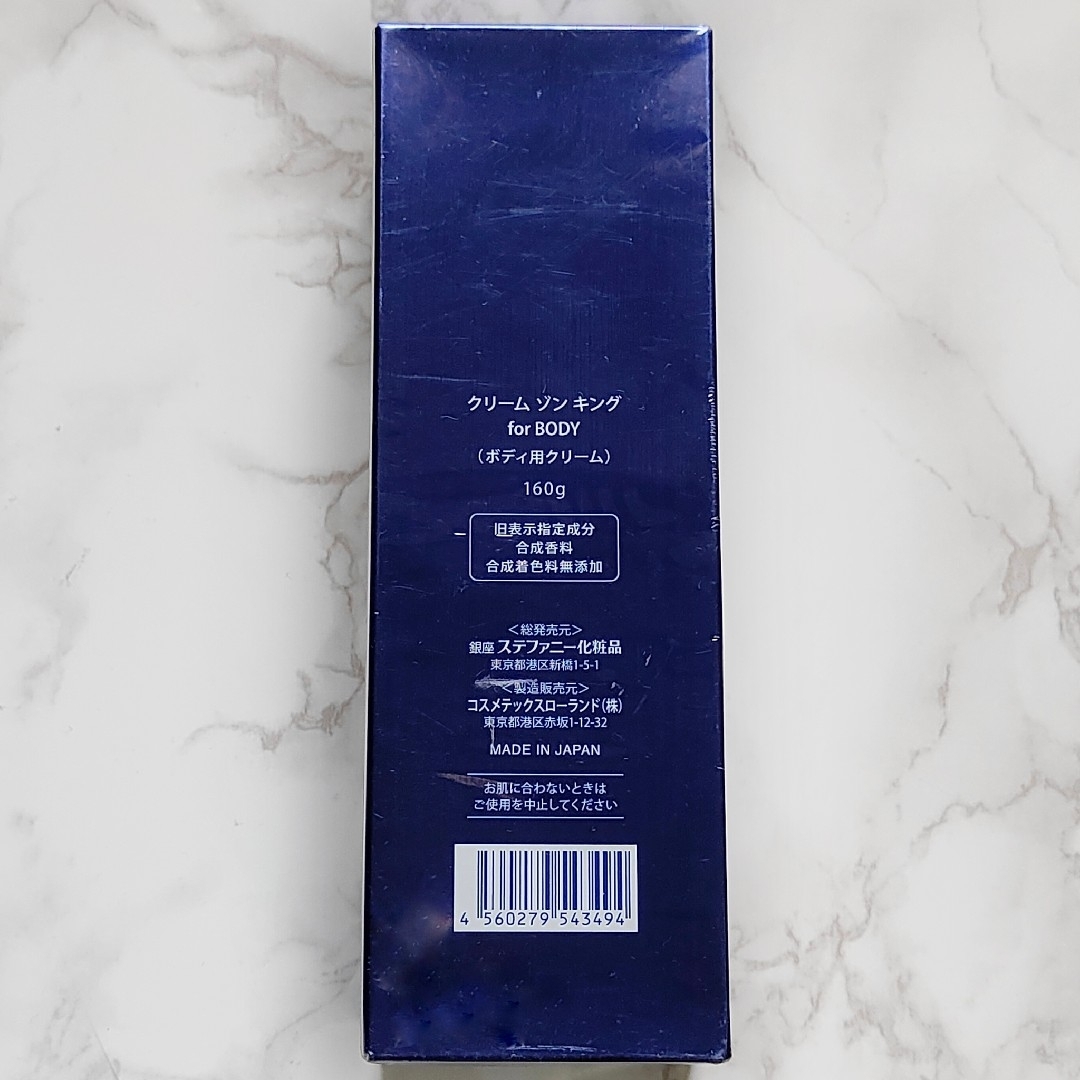 クリーム ゾン キング
for BODY
（ボディ用クリーム）
160g
旧表示指定成分
合成香料
合成着色料無添加
＜総発売元＞
銀座 ステファニー化粧品
東京都港区新橋1-5-1
＜製造販売元＞
コスメテックスローランド（株）
東京都港区赤坂1-12-32
MADE IN JAPAN
お肌に合わないときは
ご使用を中止してください
4 560279 543494